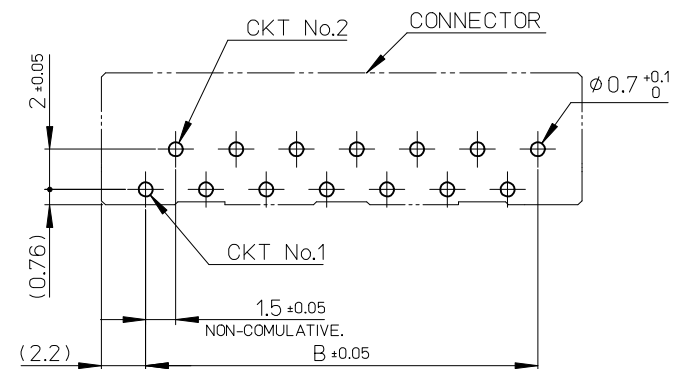 CKT No.2
CONNECTOR
2 ±0.05
ϕ0.7 +0.1 0
(0.76)
CKT No.1
1.5 ±0.05
NON-COMULATIVE.
(2.2)
B ±0.05